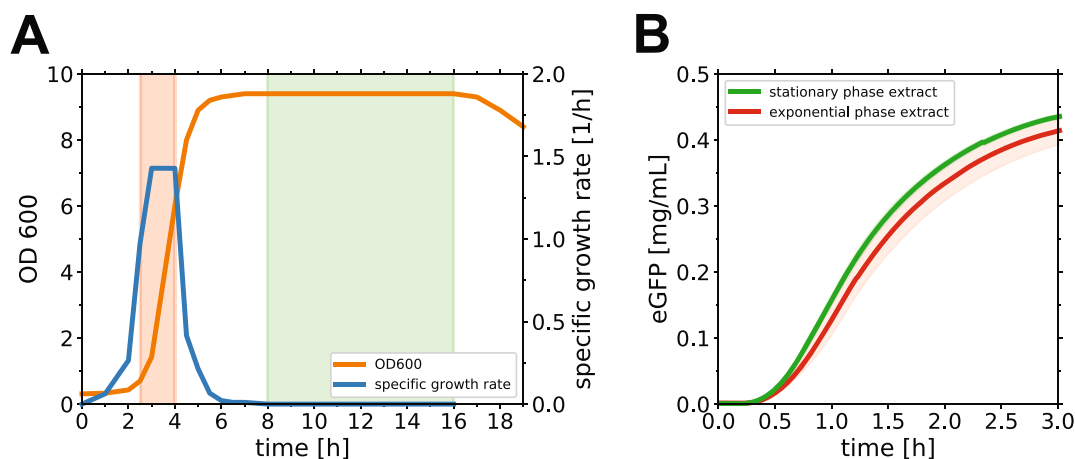 A
10
8
6
4
2
0
OD 600
2.0
1.5
1.0
0.5
0.0
specific growth rate [1/h]
OD600
specific growth rate
0 2 4 6 8 10 12 14 16 18
time [h]
B
0.5
0.4
0.3
0.2
0.1
0.0
eGFP [mg/mL]
stationary phase extract
exponential phase extract
0.0 0.5 1.0 1.5 2.0 2.5 3.0
time [h]